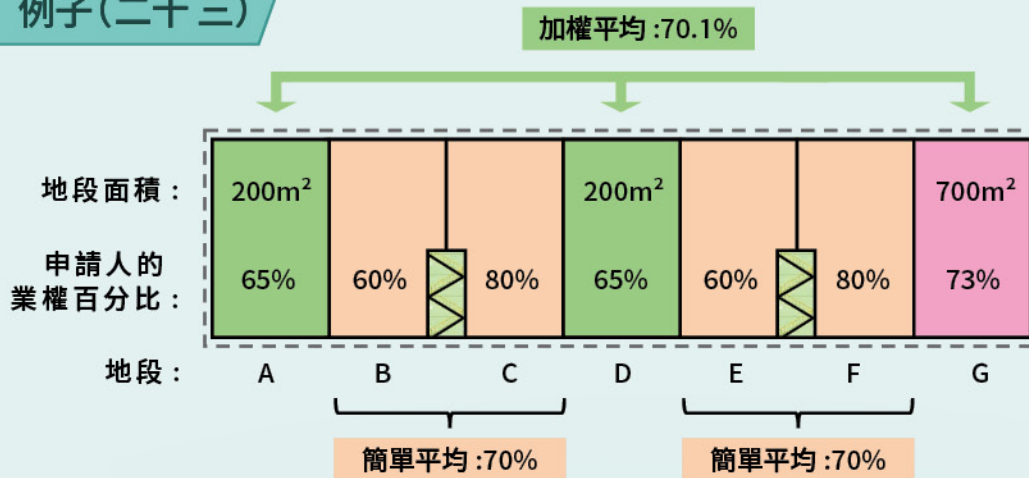 例子(二十三)
加權平均 :70.1%
地段面積 : 200m² 200m² 700m²
申請人的
業權百分比 : 65% 60% 80% 65% 60% 80% 73%
地段 : A B C D E F G
簡單平均 :70% 簡單平均 :70%